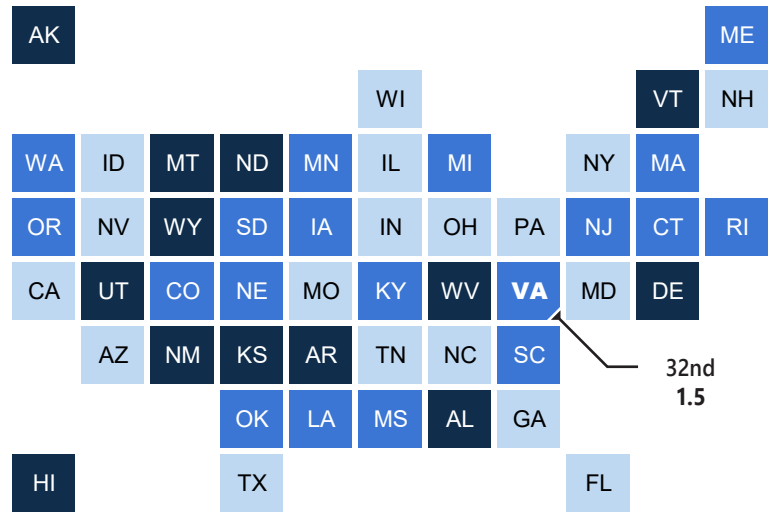 AK ME
WI VT NH
WA ID MT ND MN IL MI NY MA
OR NV WY SD IA IN OH PA NJ CT RI
CA UT CO NE MO KY WV VA MD DE
AZ NM KS AR TN NC SC
32nd
1.5
OK LA MS AL GA
HI TX FL